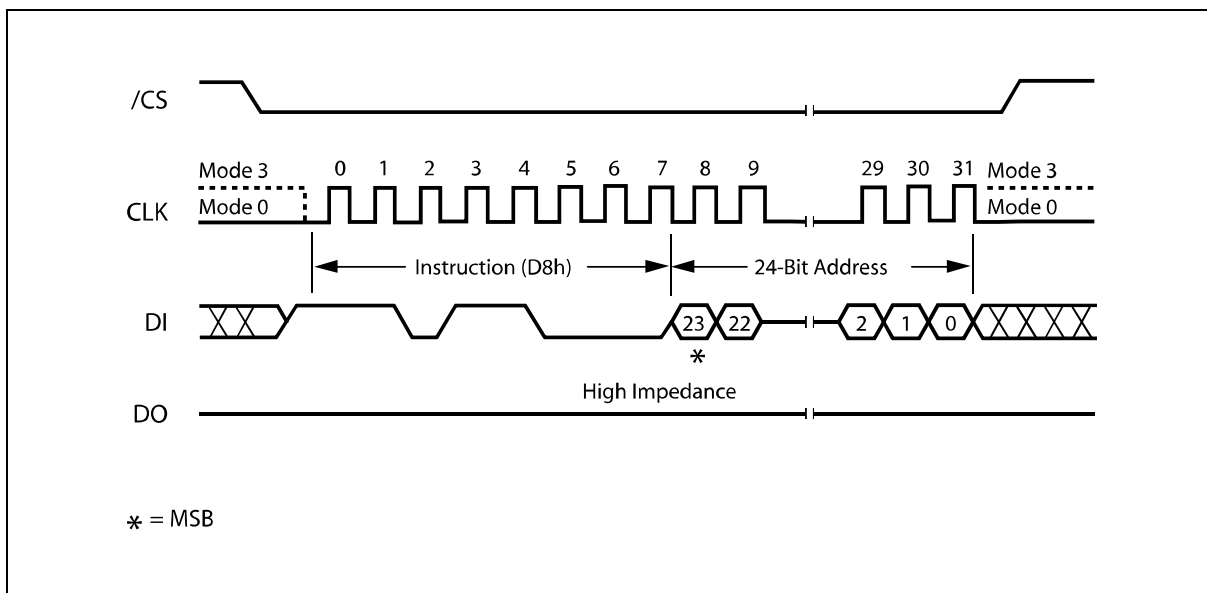 /CS
0 1 2 3 4 5 6 7 8 9 29 30 31
Mode 3 Mode 3
CLK Mode 0 Mode 0
Instruction (D8h) 24-Bit Address
DI 23 22 2 1 0
*
High Impedance
DO
* = MSB